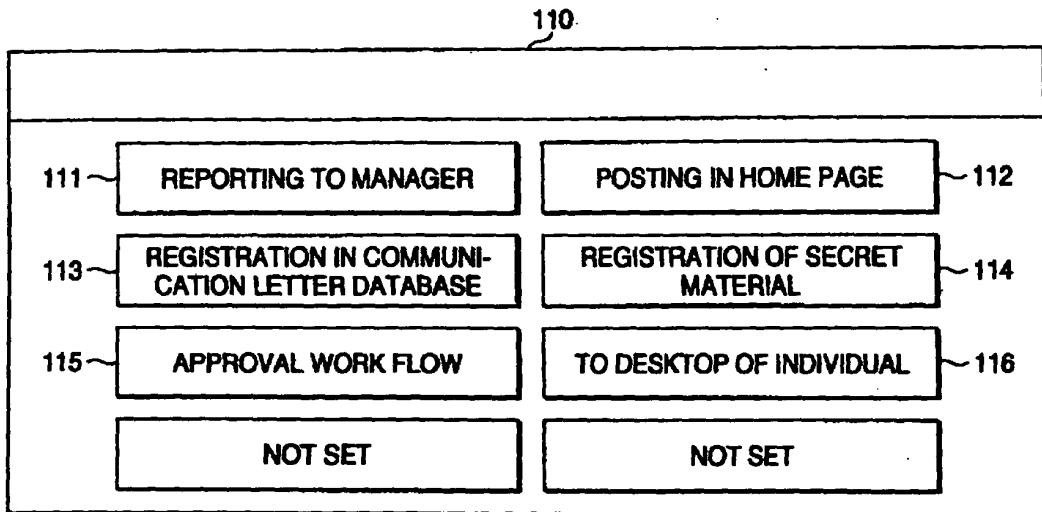 110
111 REPORTING TO MANAGER POSTING IN HOME PAGE 112
113 REGISTRATION IN COMMUNI-
CATION LETTER DATABASE
REGISTRATION OF SECRET
MATERIAL 114
115 APPROVAL WORK FLOW TO DESKTOP OF INDIVIDUAL 116
NOT SET NOT SET